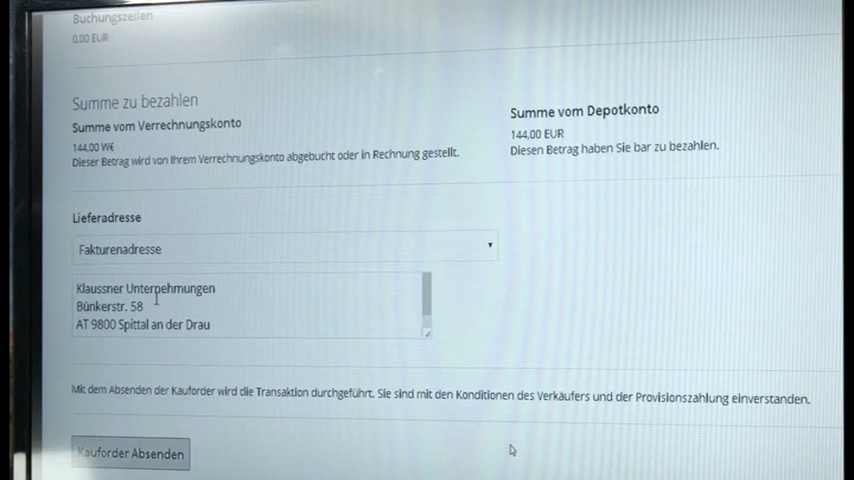 Buchungszeilen
0,00 EUR
Summe zu bezahlen
Summe vom Verrechnungskonto
144,00 W€
Dieser Betrag wird von Ihrem Verrechnungskonto abgebucht oder in Rechnung gestellt.
Summe vom Depotkonto
144,00 EUR
Diesen Betrag haben Sie bar zu bezahlen.
Lieferadresse
Fakturenadresse
Klaussner Unternehmungen
Bünkerstr. 58
AT 9800 Spittal an der Drau
Mit dem Absenden der Kauforder wird die Transaktion durchgeführt. Sie sind mit den Konditionen des Verkäufers und der Provisionszahlung einverstanden.
Kauforder Absenden